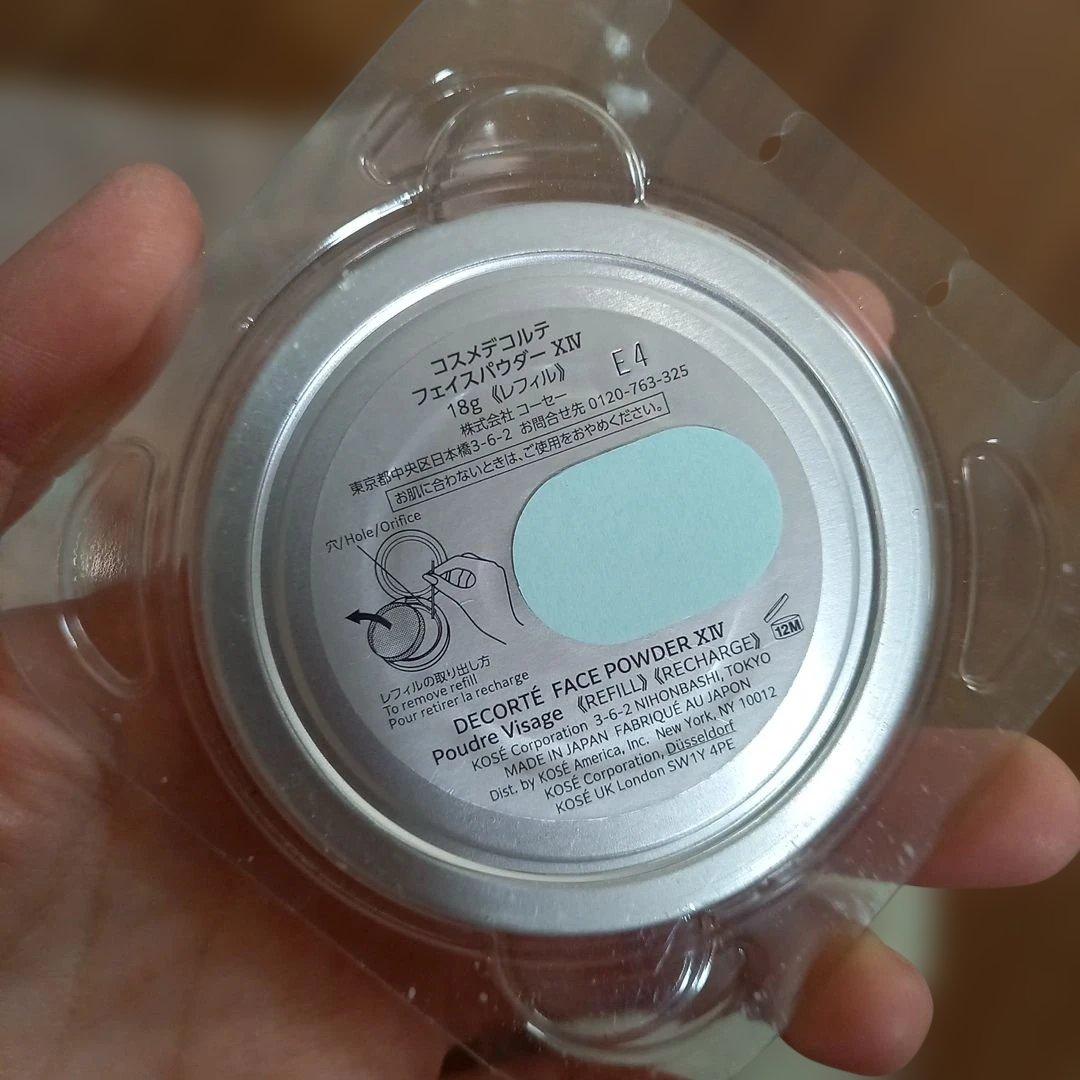 コスメデコルテ
フェイスパウダー XIV
18g 《レフィル》
E4
株式会社 コーセー
東京都中央区日本橋3-6-2 お問合せ先 0120-763-325
お肌に合わないときは、ご使用をおやめください。
穴/Hole/Orifice
レフィルの取り出し方
To remove refill
Pour retirer la recharge
12M
DECORTÉ FACE POWDER XIV
Poudre Visage 《REFILL》《RECHARGE》
KOSÉ Corporation 3-6-2 NIHONBASHI, TOKYO
MADE IN JAPAN FABRIQUÉ AU JAPON
Dist. by KOSÉ America, Inc. New York, NY 10012
KOSÉ Corporation, Düsseldorf
KOSÉ UK London SW1Y 4PE